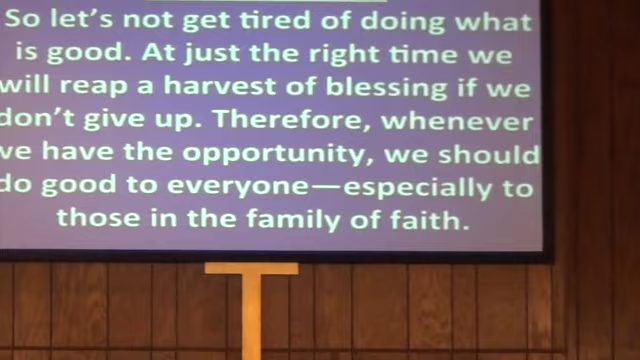 So let's not get tired of doing what
is good. At just the right time we
will reap a harvest of blessing if we
don't give up. Therefore, whenever
we have the opportunity, we should
do good to everyone—especially to
those in the family of faith.